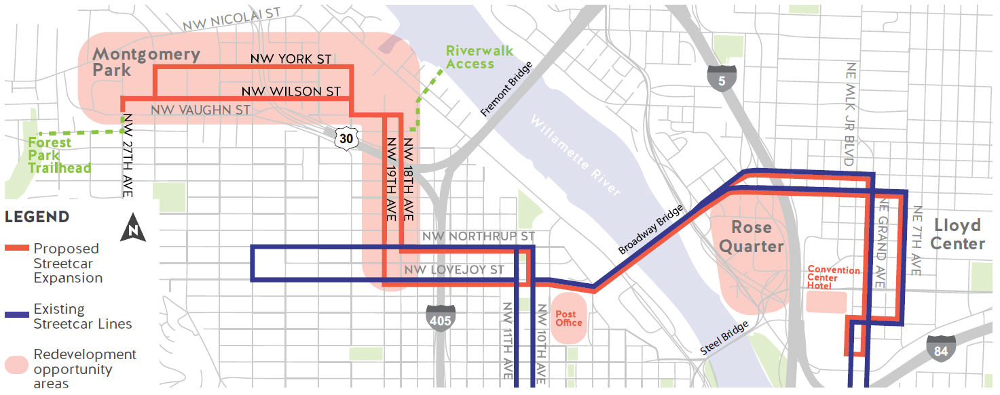 NW NICOLAI ST
Montgomery
Park
NW YORK ST
NW WILSON ST
NW VAUGHN ST
Riverwalk
Access
Fremont Bridge
5
NE MLK JR BLVD
30
NW 27TH AVE
Forest
Park
Trailhead
NW 19TH AVE
NW 18TH AVE
Willamette River
LEGEND
N
Proposed
Streetcar
Expansion
Existing
Streetcar Lines
Redevelopment
opportunity
areas
NW NORTHRUP ST
NW LOVEJOY ST
Broadway Bridge
Rose
Quarter
NE GRAND AVE
NE 7TH AVE
Lloyd
Center
Convention
Center
Hotel
405
NW 11TH AVE
NW 10TH AVE
Post
Office
Steel Bridge
84